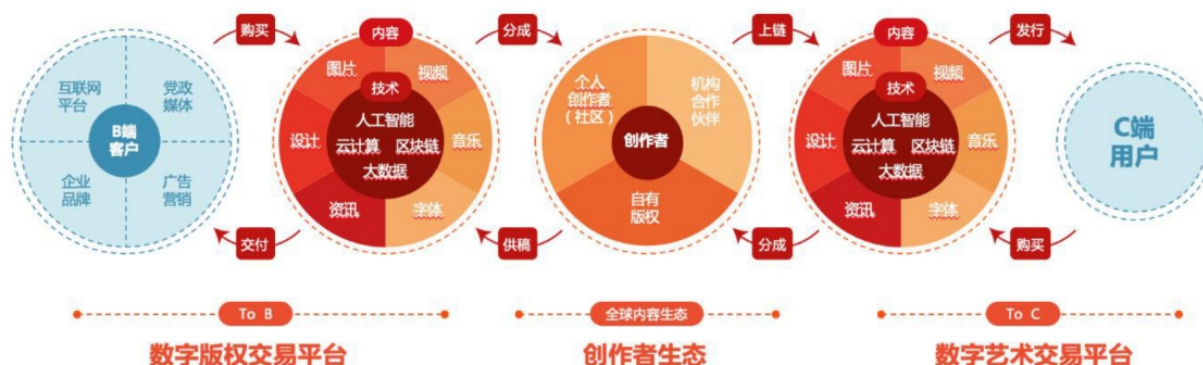 购买
分成
上链
发行
互联网
平台
党政
媒体
B端
客户
企业
品牌
广告
营销
内容
图片
视频
技术
人工智能
云计算
区块链
大数据
设计
音乐
资讯
字体
个人
创作者
(社区)
机构
合作
伙伴
创作者
自有
版权
内容
图片
视频
技术
人工智能
云计算
区块链
大数据
设计
音乐
资讯
字体
C端
用户
交付
供稿
分成
购买
To B
全球内容生态
To C
数字版权交易平台
创作者生态
数字艺术交易平台